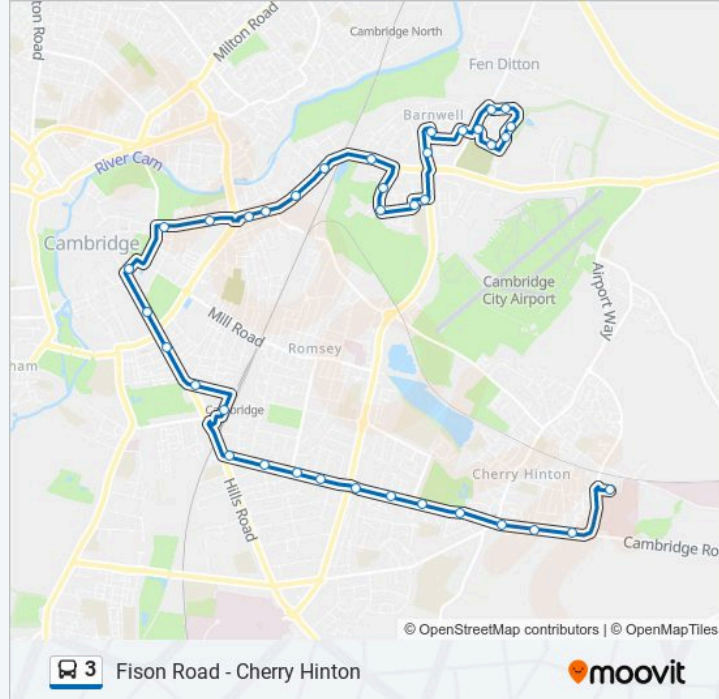 ton Road
Milton Road
Cambridge North
Fen Ditton
Barnwell
River Cam
Cambridge
Cambridge
City Airport
Airport Way
Mill Road
Romsey
ham
Cambridge
Cherry Hinton
Hills Road
Cambridge Ro
© OpenStreetMap contributors | © OpenMapTiles
3 Fison Road - Cherry Hinton
moovit